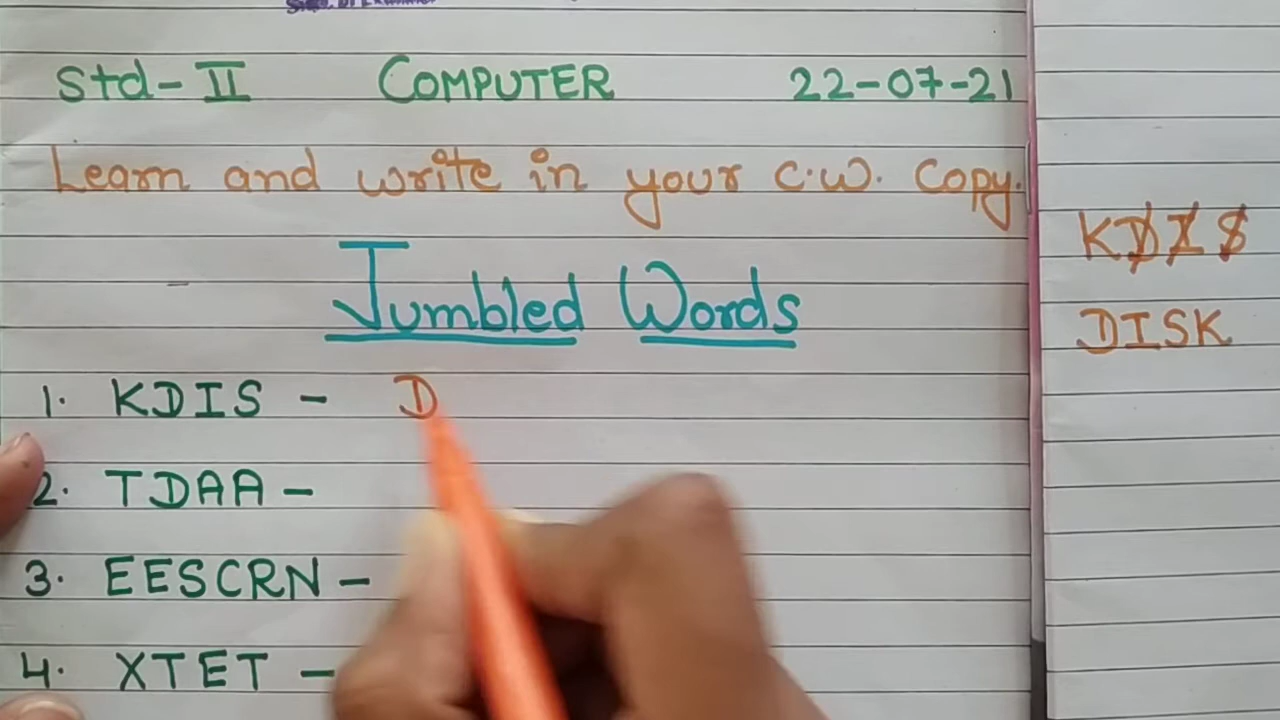 Std-II COMPUTER 22-07-21
Learn and write in your C.W. Copy.
Jumbled Words
1. KDIS - D
2. TDAA -
3. EESCRN -
4. XTET -
KDIS
DISK